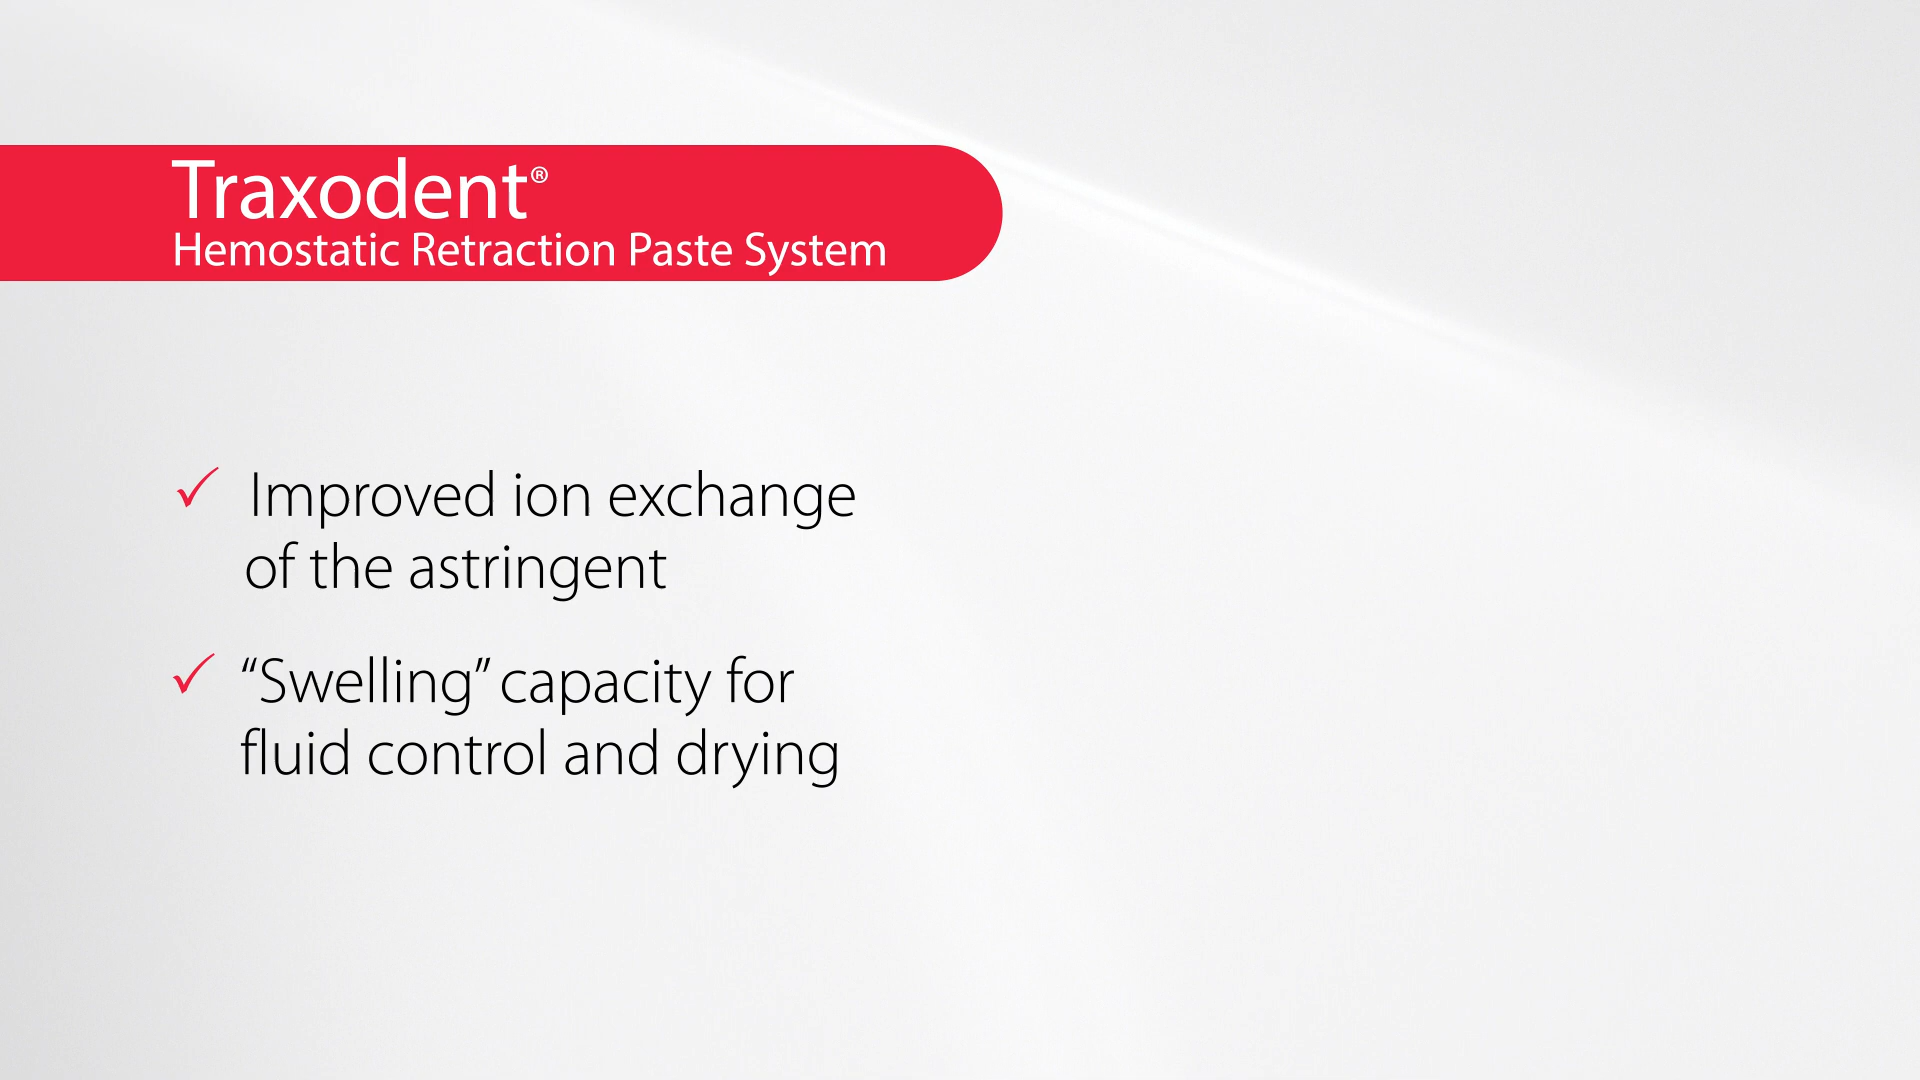 Traxodent®
Hemostatic Retraction Paste System
✓ Improved ion exchange
of the astringent
✓ “Swelling” capacity for
fluid control and drying